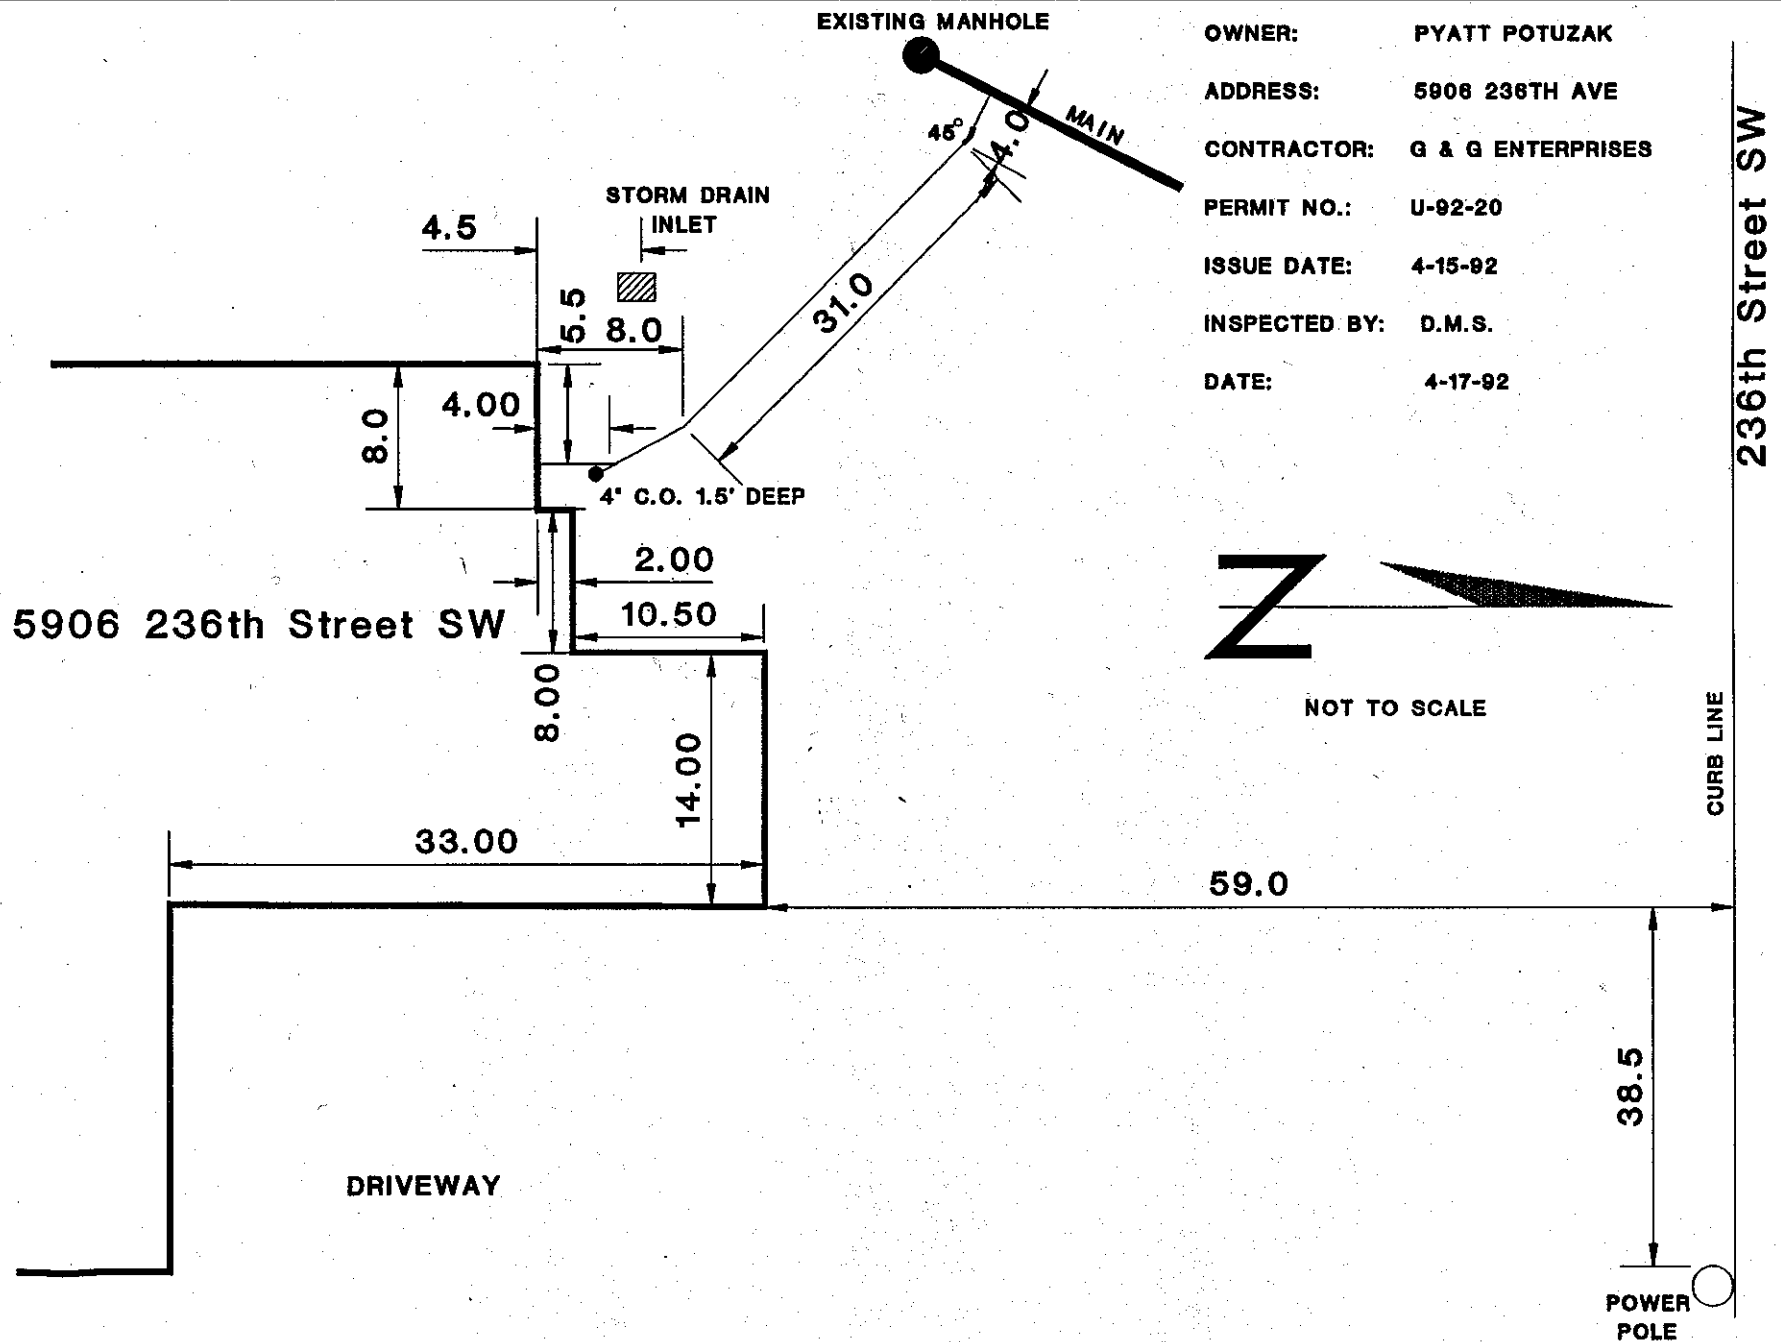 EXISTING MANHOLE
OWNER: PYATT POTUZAK
ADDRESS: 5906 236TH AVE
CONTRACTOR: G & G ENTERPRISES
PERMIT NO.: U-92-20
ISSUE DATE: 4-15-92
INSPECTED BY: D.M.S.
DATE: 4-17-92
236th Street SW
MAIN
45°
4.0
STORM DRAIN
INLET
4.5
5.5
8.0
31.0
4.00
8.0
4" C.O. 1.5' DEEP
2.00
10.50
5906 236th Street SW
8.00
Z
NOT TO SCALE
CURB LINE
14.00
33.00
59.0
38.5
DRIVEWAY
POWER
POLE